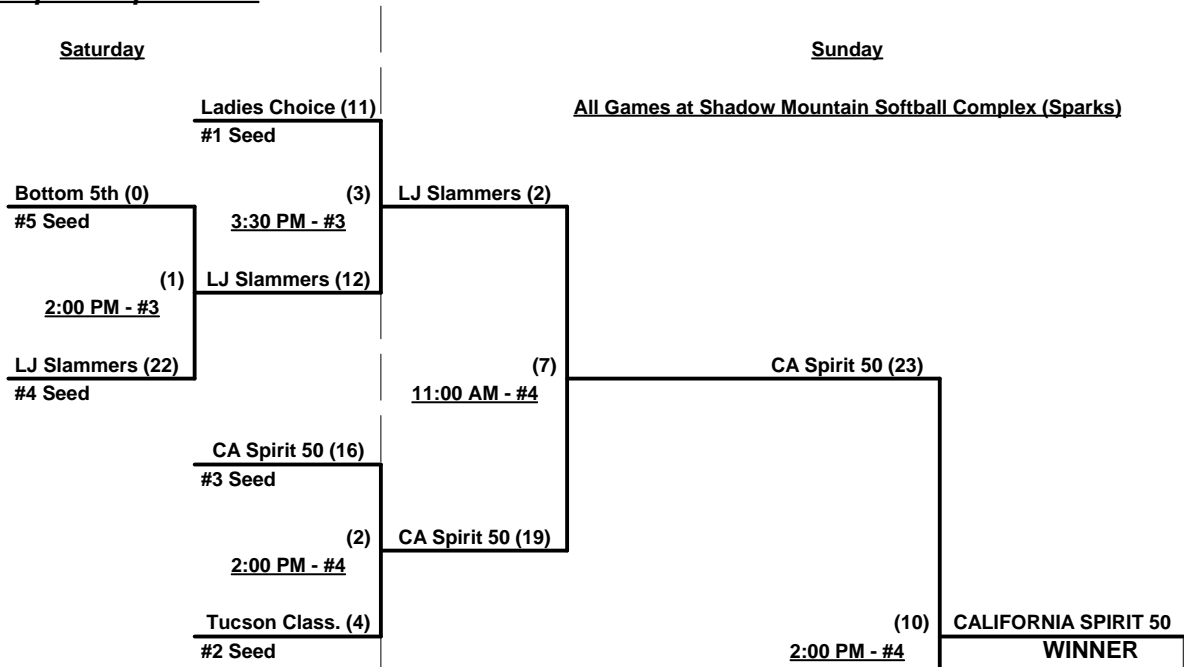 Saturday
Sunday
Ladies Choice (11)
All Games at Shadow Mountain Softball Complex (Sparks)
#1 Seed
Bottom 5th (0)
(3)
LJ Slammers (2)
#5 Seed
3:30 PM - #3
(1)
LJ Slammers (12)
2:00 PM - #3
LJ Slammers (22)
(7)
CA Spirit 50 (23)
#4 Seed
11:00 AM - #4
CA Spirit 50 (16)
#3 Seed
(2)
CA Spirit 50 (19)
2:00 PM - #4
Tucson Class. (4)
(10)
CALIFORNIA SPIRIT 50
#2 Seed
2:00 PM - #4
WINNER